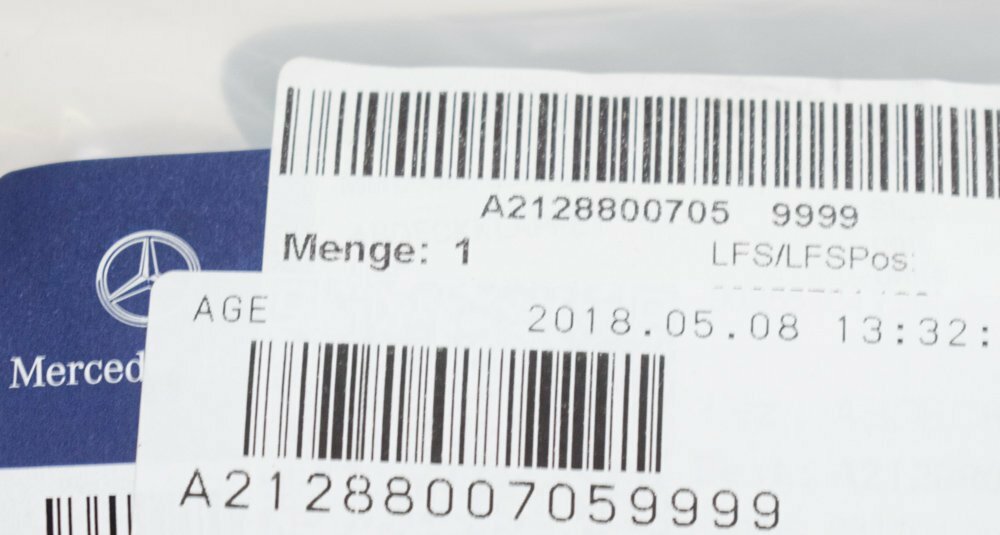 A2128800705 9999
Menge: 1
LFS/LFSPos:
AGE
2018.05.08 13:32:
Merced
A21288007059999